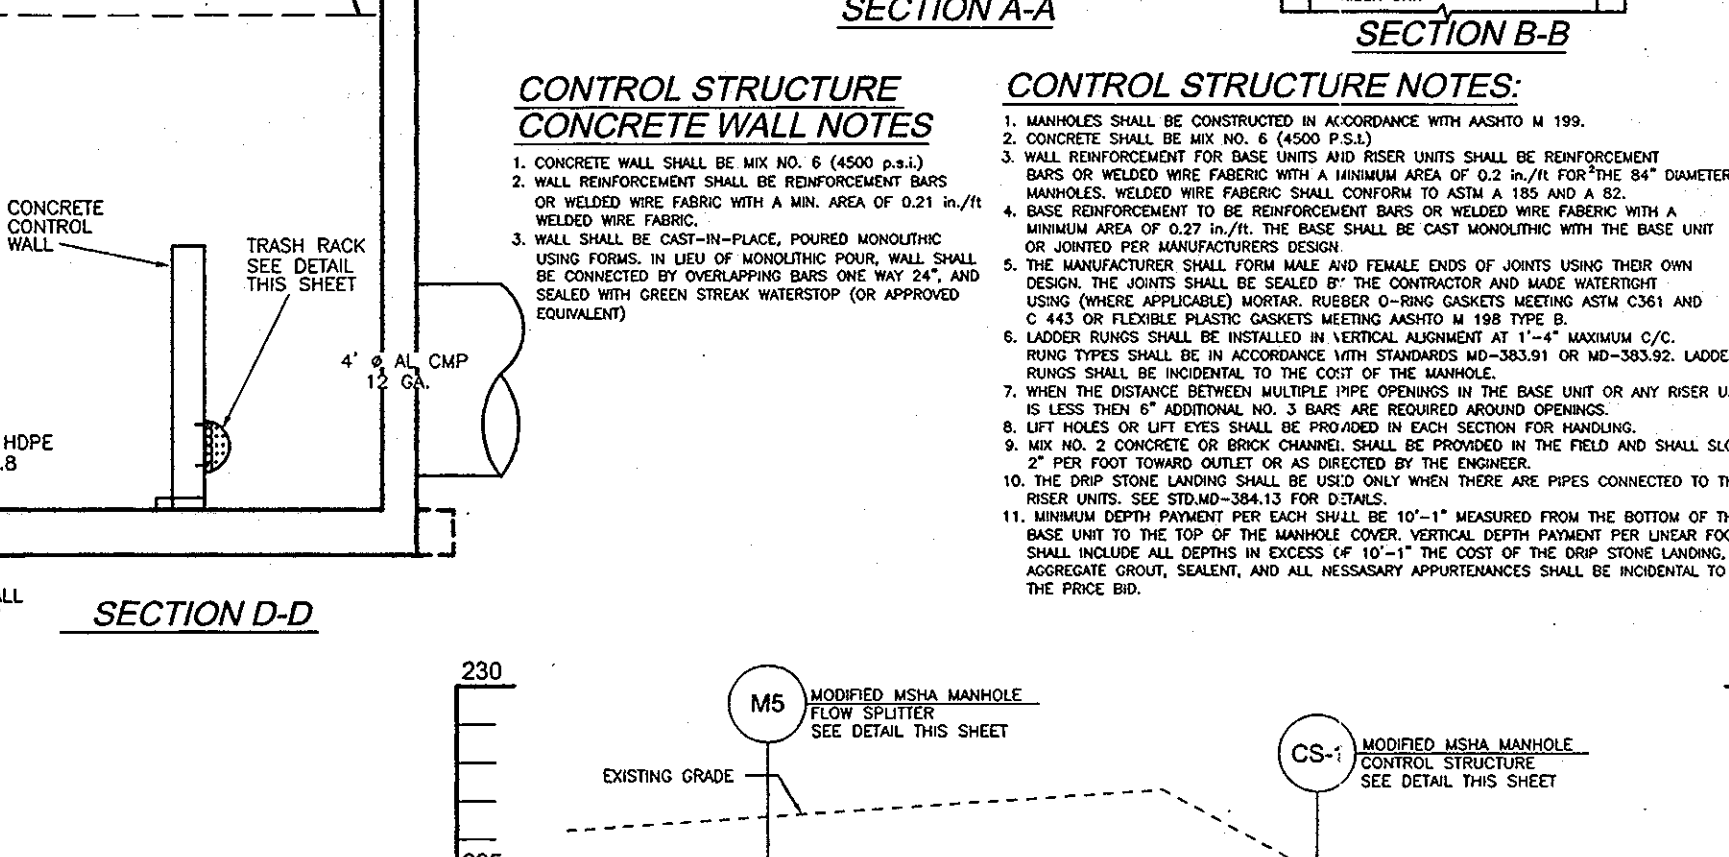 SECTION A-A
SECTION B-B
CONTROL STRUCTURE
CONCRETE WALL NOTES
1. CONCRETE WALL SHALL BE MIX NO. 6 (4500 p.s.i.)
2. WALL REINFORCEMENT SHALL BE REINFORCEMENT BARS
OR WELDED WIRE FABRIC WITH A MIN. AREA OF 0.21 in./ft
WELDED WIRE FABRIC.
3. WALL SHALL BE CAST-IN-PLACE, POURED MONOLITHIC
USING FORMS. IN LIEU OF MONOLITHIC POUR, WALL SHALL
BE CONNECTED BY OVERLAPPING BARS ONE WAY 24", AND
SEALED WITH GREEN STREAK WATERSTOP (OR APPROVED
EQUIVALENT)
CONTROL STRUCTURE NOTES:
1. MANHOLES SHALL BE CONSTRUCTED IN ACCORDANCE WITH AASHTO M 199.
2. CONCRETE SHALL BE MIX NO. 6 (4500 P.S.I.)
3. WALL REINFORCEMENT FOR BASE UNITS AND RISER UNITS SHALL BE REINFORCEMENT
BARS OR WELDED WIRE FABERIC WITH A MINIMUM AREA OF 0.2 in./ft FOR²THE 84" DIAMETER
MANHOLES. WELDED WIRE FABERIC SHALL CONFORM TO ASTM A 185 AND A 82.
4. BASE REINFORCEMENT TO BE REINFORCEMENT BARS OR WELDED WIRE FABERIC WITH A
MINIMUM AREA OF 0.27 in./ft. THE BASE SHALL BE CAST MONOLITHIC WITH THE BASE UNIT
OR JOINTED PER MANUFACTURERS DESIGN.
5. THE MANUFACTURER SHALL FORM MALE AND FEMALE ENDS OF JOINTS USING THEIR OWN
DESIGN. THE JOINTS SHALL BE SEALED BY THE CONTRACTOR AND MADE WATERTIGHT
USING (WHERE APPLICABLE) MORTAR. RUBBER O-RING GASKETS MEETING ASTM C361 AND
C 443 OR FLEXIBLE PLASTIC GASKETS MEETING AASHTO M 198 TYPE B.
6. LADDER RUNGS SHALL BE INSTALLED IN VERTICAL ALIGNMENT AT 1'-4" MAXIMUM C/C.
RUNG TYPES SHALL BE IN ACCORDANCE WITH STANDARDS MD-383.91 OR MD-383.92. LADDE
RUNGS SHALL BE INCIDENTAL TO THE COST OF THE MANHOLE.
7. WHEN THE DISTANCE BETWEEN MULTIPLE PIPE OPENINGS IN THE BASE UNIT OR ANY RISER U
IS LESS THEN 6" ADDITIONAL NO. 3 BARS ARE REQUIRED AROUND OPENINGS.
8. LIFT HOLES OR LIFT EYES SHALL BE PROVIDED IN EACH SECTION FOR HANDLING.
9. MIX NO. 2 CONCRETE OR BRICK CHANNEL SHALL BE PROVIDED IN THE FIELD AND SHALL SLO
2" PER FOOT TOWARD OUTLET OR AS DIRECTED BY THE ENGINEER.
10. THE DRIP STONE LANDING SHALL BE USED ONLY WHEN THERE ARE PIPES CONNECTED TO TH
RISER UNITS. SEE STD.MD-384.13 FOR DETAILS.
11. MINIMUM DEPTH PAYMENT PER EACH SHALL BE 10'-1" MEASURED FROM THE BOTTOM OF TH
BASE UNIT TO THE TOP OF THE MANHOLE COVER. VERTICAL DEPTH PAYMENT PER LINEAR FOO
SHALL INCLUDE ALL DEPTHS IN EXCESS OF 10'-1" THE COST OF THE DRIP STONE LANDING,
AGGREGATE GROUT, SEALENT, AND ALL NESSASARY APPURTENANCES SHALL BE INCIDENTAL TO
THE PRICE BID.
CONCRETE
CONTROL
WALL
TRASH RACK
SEE DETAIL
THIS SHEET
4' ø AL CMP
12 GA.
HDPE
.8
ALL
SECTION D-D
230
M5
MODIFIED MSHA MANHOLE
FLOW SPLITTER
SEE DETAIL THIS SHEET
EXISTING GRADE
CS-1
MODIFIED MSHA MANHOLE
CONTROL STRUCTURE
SEE DETAIL THIS SHEET